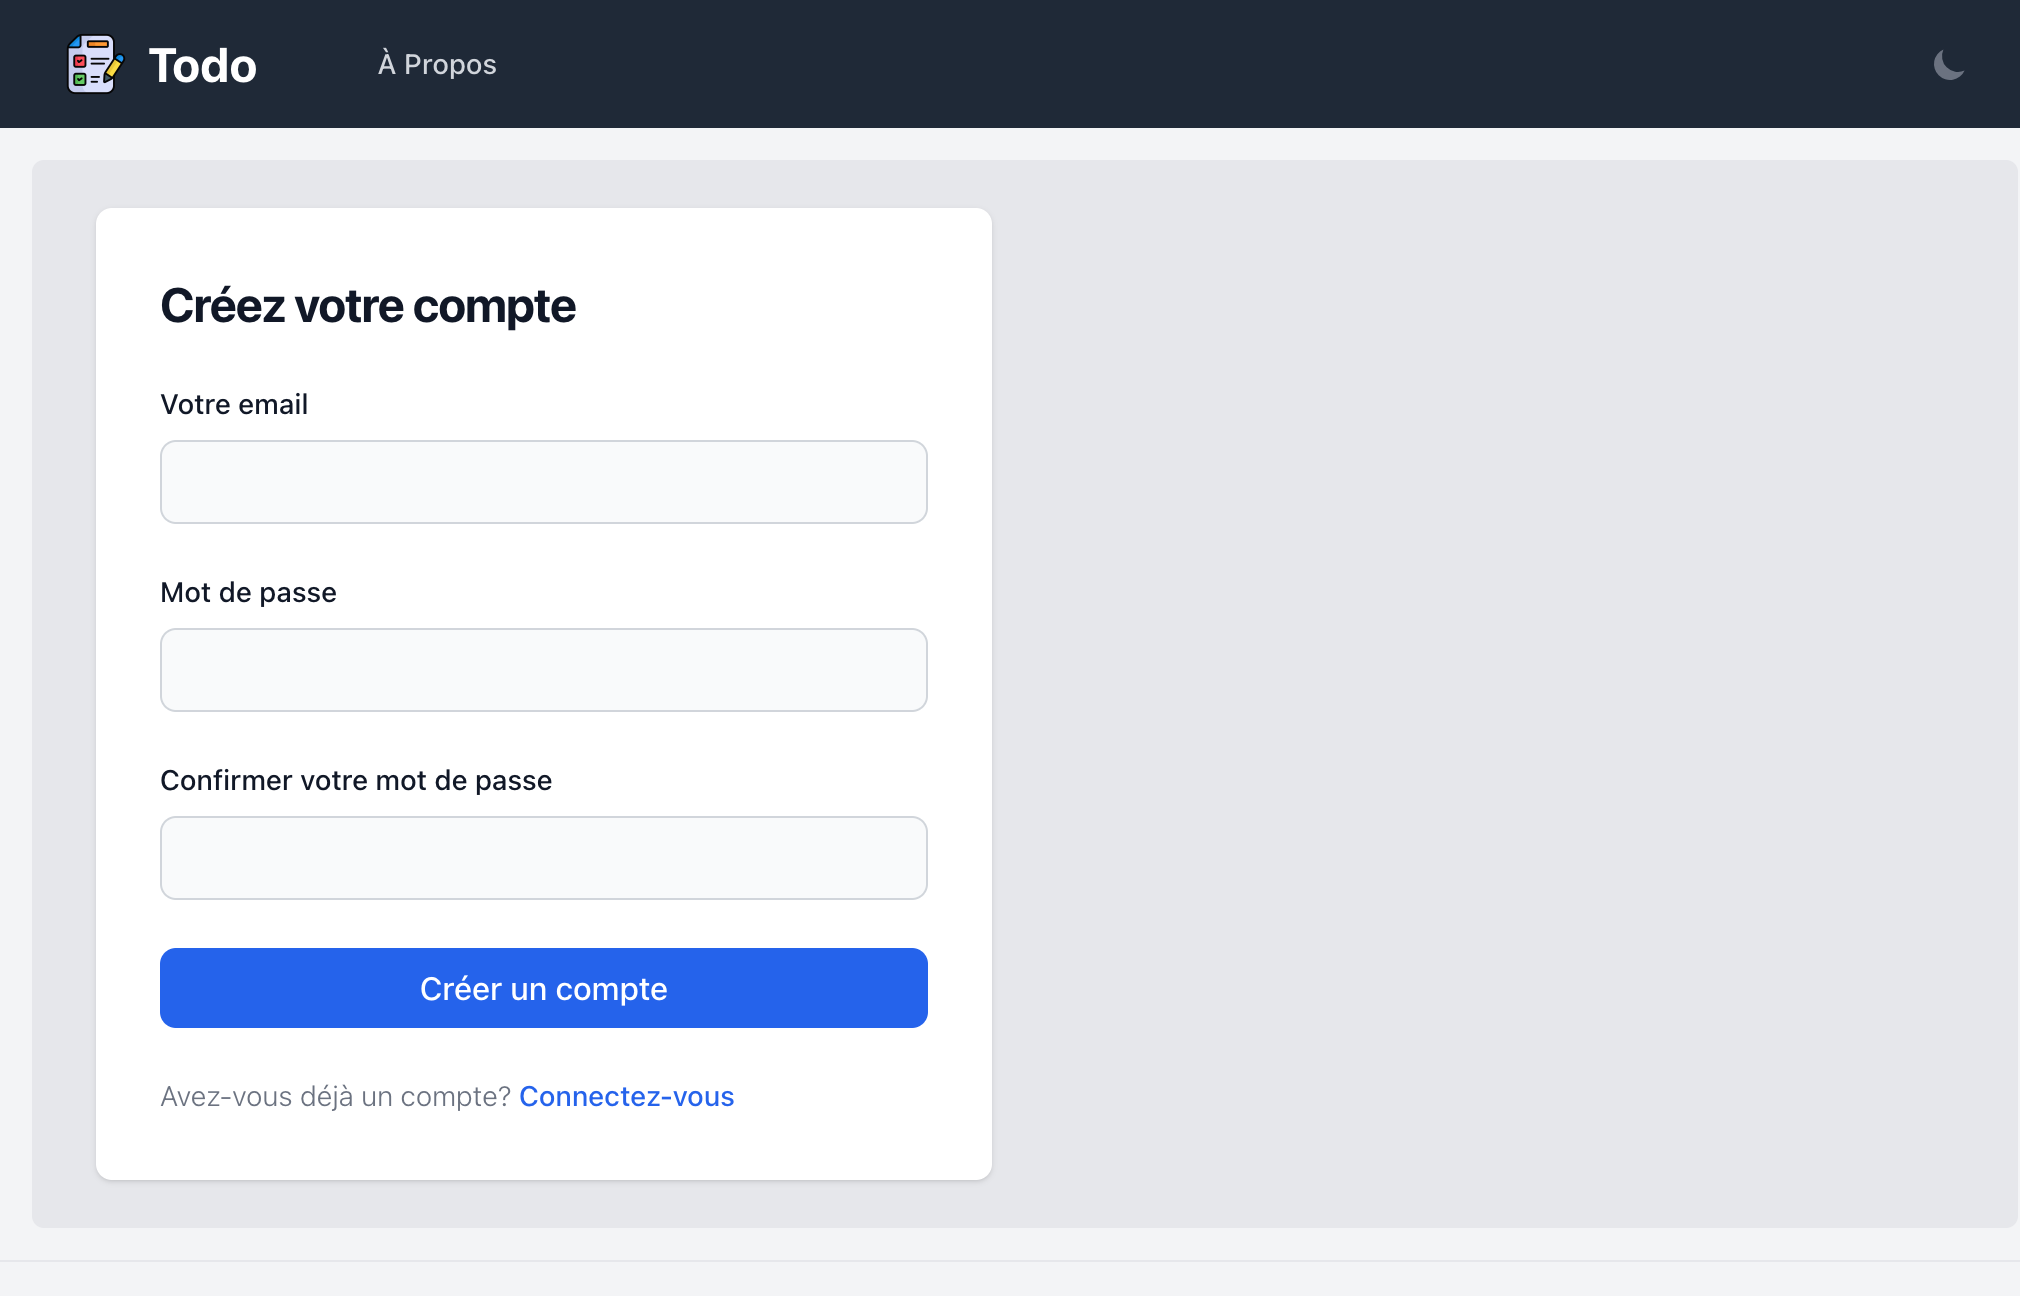 Todo
À Propos
Créez votre compte
Votre email
Mot de passe
Confirmer votre mot de passe
Créer un compte
Avez-vous déjà un compte? Connectez-vous